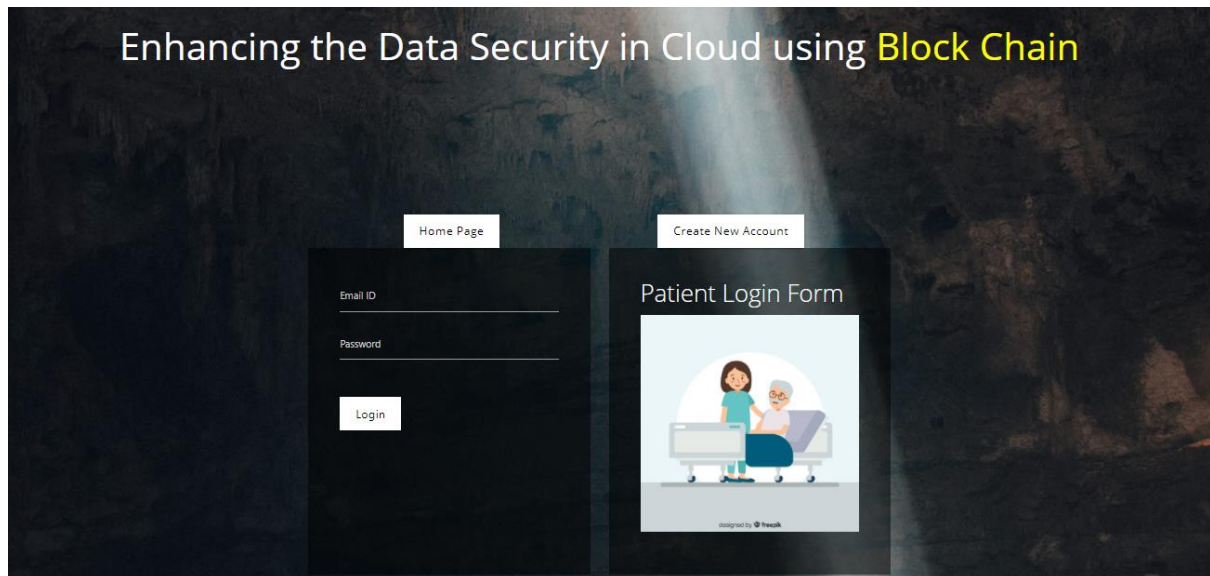 Enhancing the Data Security in Cloud using Block Chain
Home Page
Create New Account
Email ID
Password
Login
Patient Login Form
designed by freepik